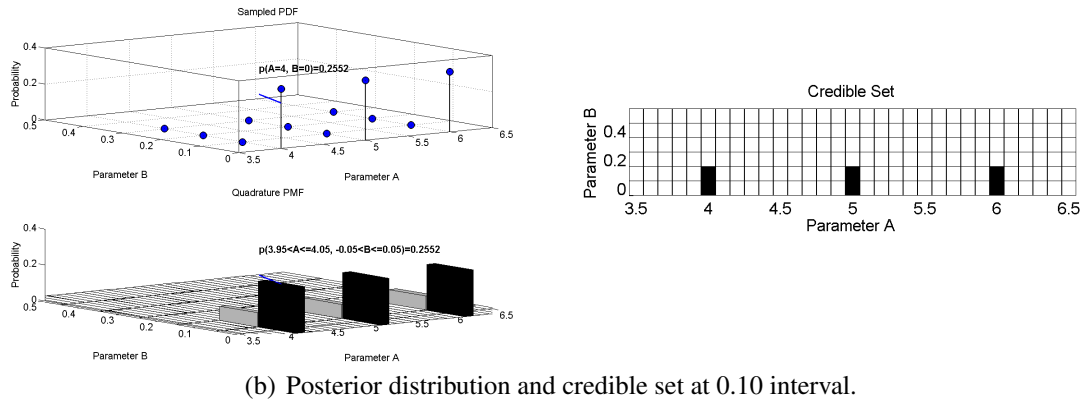 Sampled PDF
0.4
0.2
0
Probability
p(A=4, B=0)=0.2552
0.5
0.4
0.3
0.2
0.1
0
3.5
4
4.5
5
5.5
6
6.5
Parameter B
Parameter A
Quadrature PMF
0.4
0.2
0
Probability
p(3.95<A<=4.05, -0.05<B<=0.05)=0.2552
0.5
0.4
0.3
0.2
0.1
0
3.5
4
4.5
5
5.5
6
6.5
Parameter B
Parameter A
Credible Set
Parameter B
0.4
0.2
0
3.5
4
5
5.5
6
6.5
Parameter A
(b) Posterior distribution and credible set at 0.10 interval.